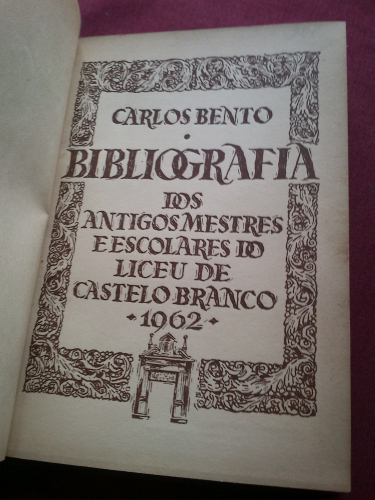 CARLOS BENTO
BIBLIOGRAFIA
DOS
ANTIGOS MESTRES
E ESCOLARES DO
LICEU DE
CASTELO BRANCO
• 1962 •